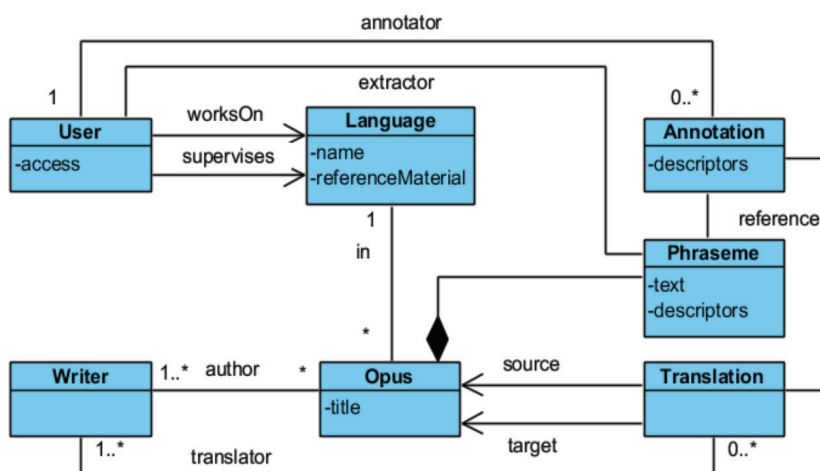 annotator
extractor
1
0..*
worksOn
User
-access
supervises
Language
-name
-referenceMaterial
Annotation
-descriptors
1
in
*
reference
Phraseme
-text
-descriptors
Writer
1..*
author
*
Opus
-title
source
target
Translation
1..*
translator
0..*